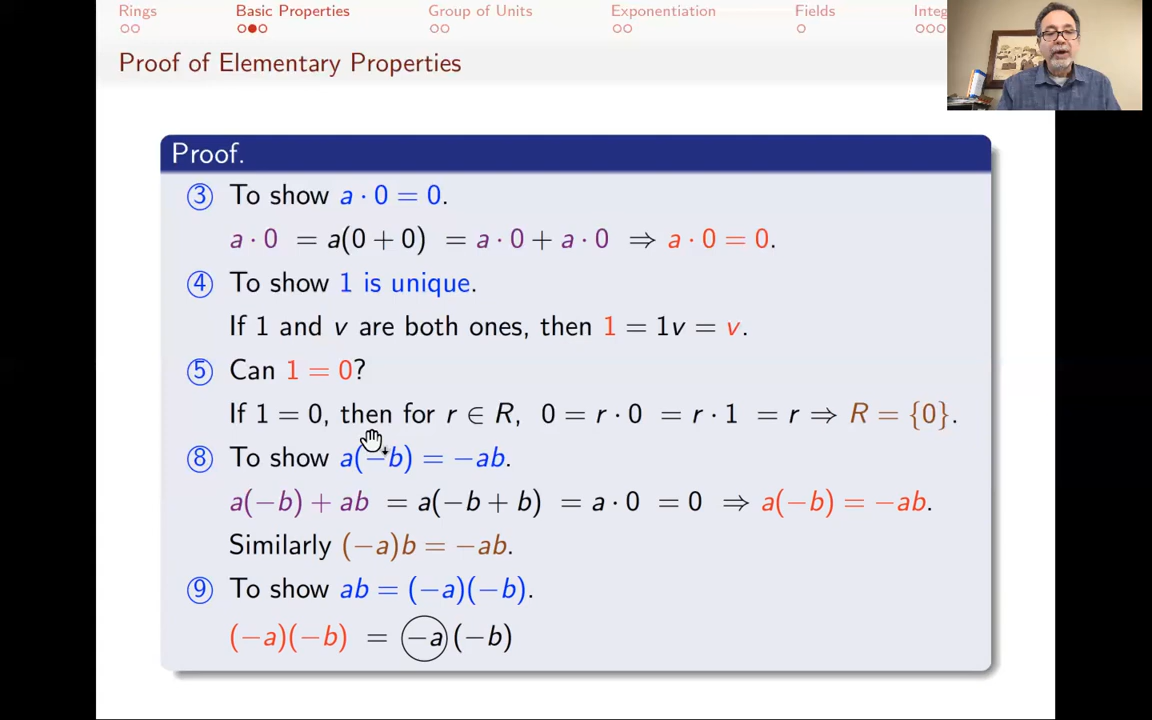 Rings Basic Properties Group of Units Exponentiation Fields Integ
Proof of Elementary Properties
Proof.
③ To show a · 0 = 0.
a · 0 = a(0 + 0) = a · 0 + a · 0 ⇒ a · 0 = 0.
④ To show 1 is unique.
If 1 and v are both ones, then 1 = 1v = v.
⑤ Can 1 = 0?
If 1 = 0, then for r ∈ R, 0 = r · 0 = r · 1 = r ⇒ R = {0}.
⑧ To show a(−b) = −ab.
a(−b) + ab = a(−b + b) = a · 0 = 0 ⇒ a(−b) = −ab.
Similarly (−a)b = −ab.
⑨ To show ab = (−a)(−b).
(−a)(−b) = −a (−b)